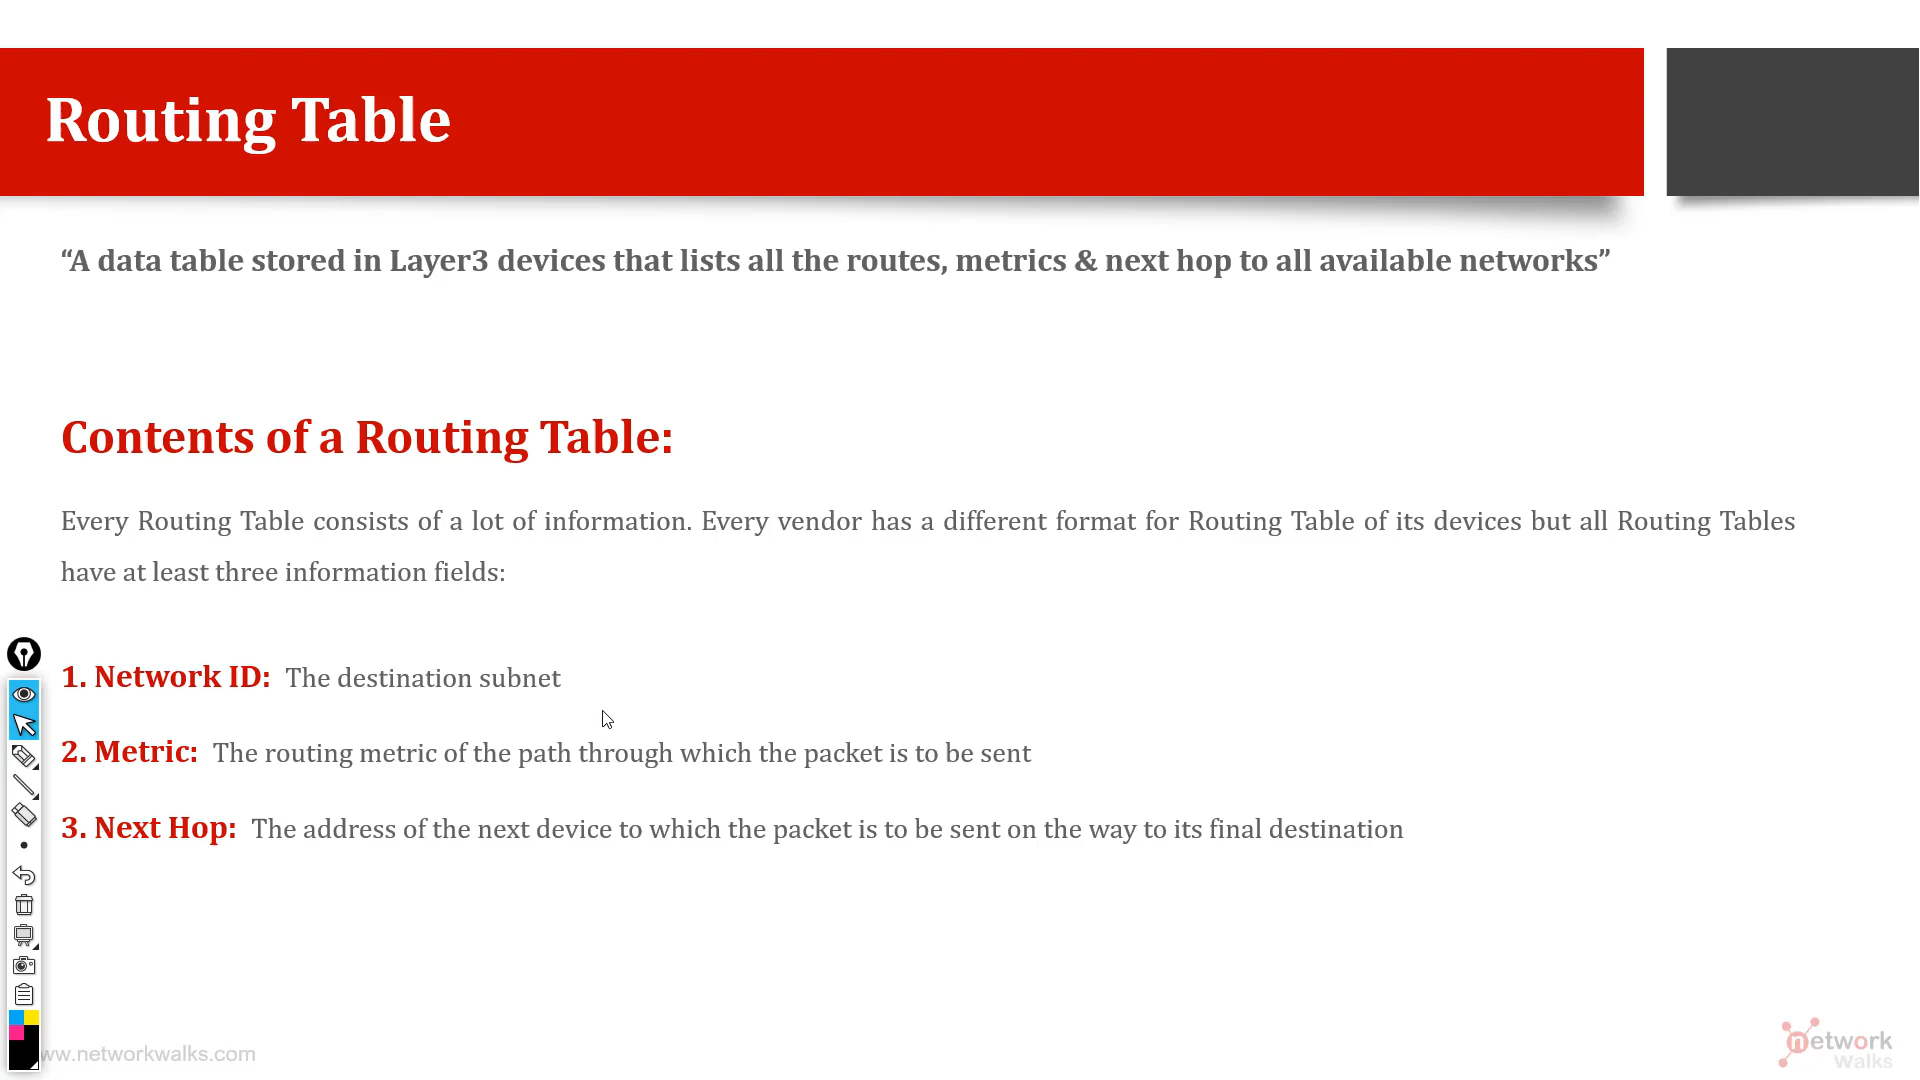 Routing Table
“A data table stored in Layer3 devices that lists all the routes, metrics & next hop to all available networks”
Contents of a Routing Table:
Every Routing Table consists of a lot of information. Every vendor has a different format for Routing Table of its devices but all Routing Tables
have at least three information fields:
1. Network ID: The destination subnet
2. Metric: The routing metric of the path through which the packet is to be sent
3. Next Hop: The address of the next device to which the packet is to be sent on the way to its final destination
ww.networkwalks.com
network
Walks